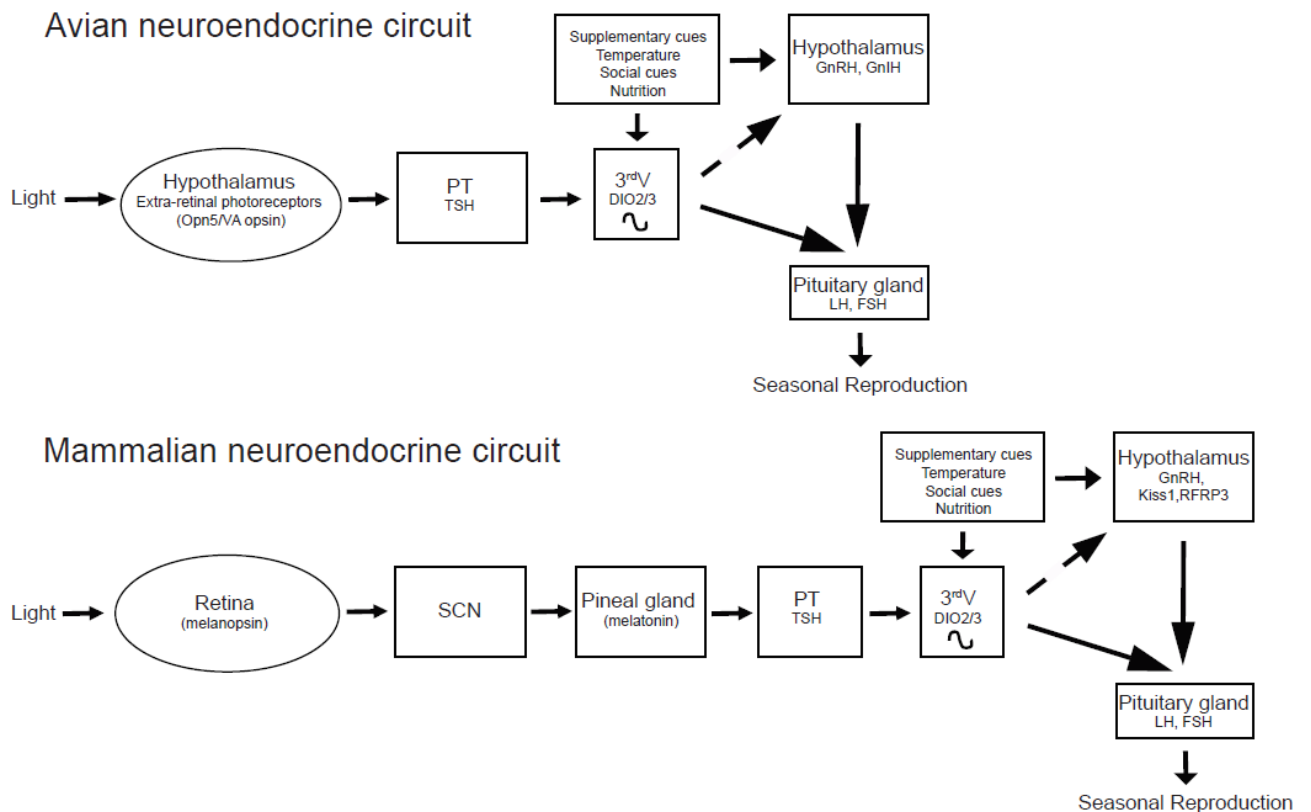 Avian neuroendocrine circuit
Supplementary cues
Temperature
Social cues
Nutrition
Hypothalamus
GnRH, GnIH
Light
Hypothalamus
Extra-retinal photoreceptors
(Opn5/VA opsin)
PT
TSH
3rdV
DIO2/3
Pituitary gland
LH, FSH
Seasonal Reproduction
Mammalian neuroendocrine circuit
Supplementary cues
Temperature
Social cues
Nutrition
Hypothalamus
GnRH,
Kiss1,RFRP3
Light
Retina
(melanopsin)
SCN
Pineal gland
(melatonin)
PT
TSH
3rdV
DIO2/3
Pituitary gland
LH, FSH
Seasonal Reproduction